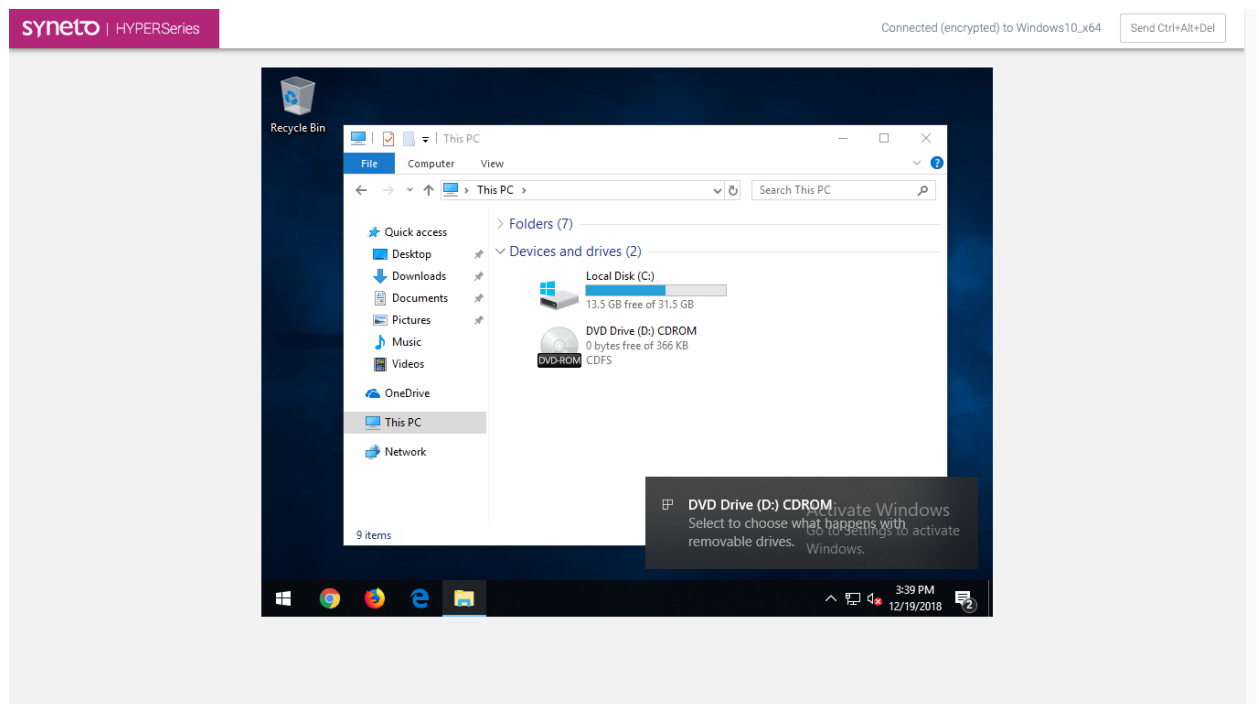 syneto | HYPERSeries
Connected (encrypted) to Windows10_x64
Send Ctrl+Alt+Del
Recycle Bin
This PC
File
Computer
View
This PC
Search This PC
Quick access
Desktop
Downloads
Documents
Pictures
Music
Videos
OneDrive
This PC
Network
Folders (7)
Devices and drives (2)
Local Disk (C:)
13.5 GB free of 31.5 GB
DVD Drive (D:) CDROM
0 bytes free of 366 KB
DVD-ROM
CDFS
9 items
DVD Drive (D:) CDROM
Select to choose what happens with
removable drives.
Activate Windows
Go to Settings to activate
Windows.
3:39 PM
12/19/2018
2